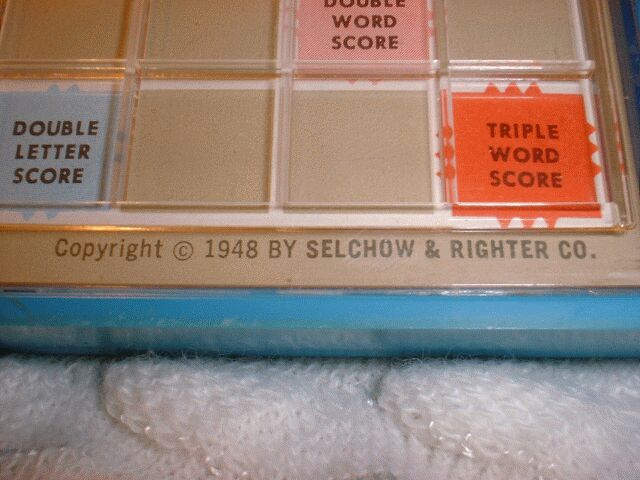 DOUBLE
WORD
SCORE
DOUBLE
LETTER
SCORE
TRIPLE
WORD
SCORE
Copyright © 1948 BY SELCHOW & RIGHTER CO.